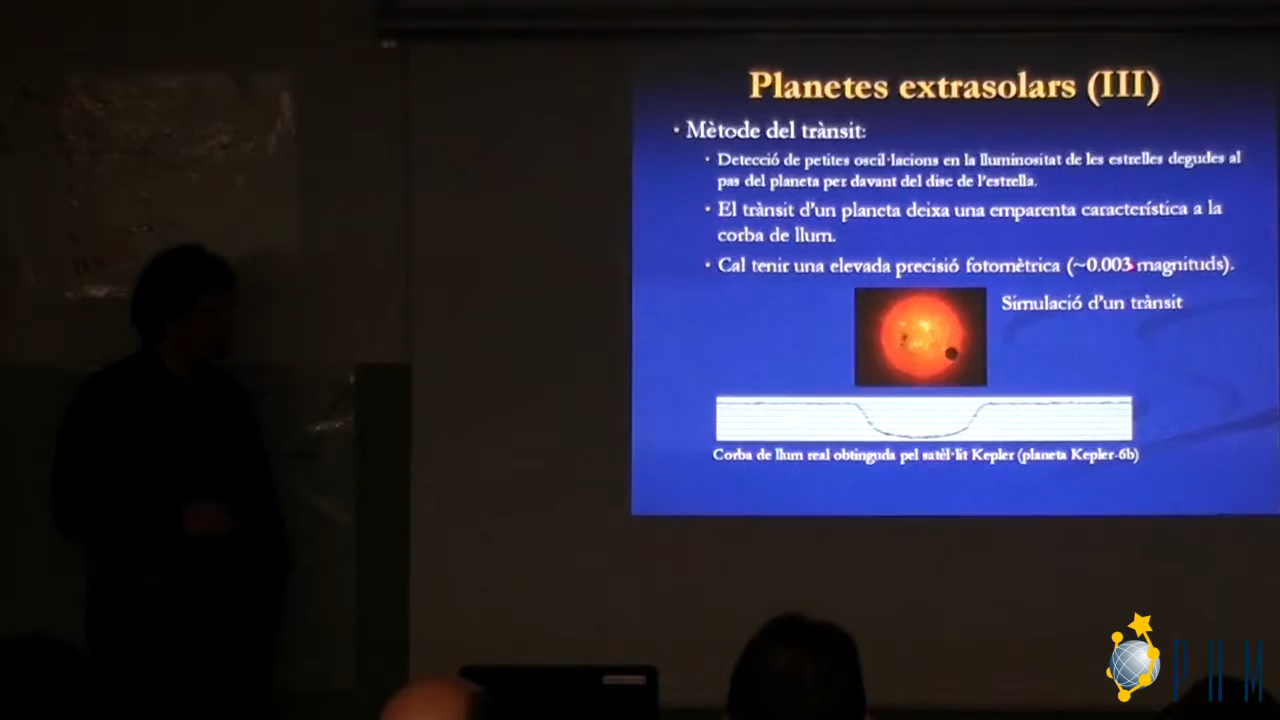 Planetes extrasolars (III)
• Mètode del trànsit:
• Detecció de petites oscil·lacions en la lluminositat de les estrelles degudes al
pas del planeta per davant del disc de l'estrella.
• El trànsit d'un planeta deixa una emparenta característica a la
corba de llum.
• Cal tenir una elevada precisió fotomètrica (~0.003 magnituds).
Simulació d'un trànsit
Corba de llum real obtinguda pel satèl·lit Kepler (planeta Kepler-6b)
PHM